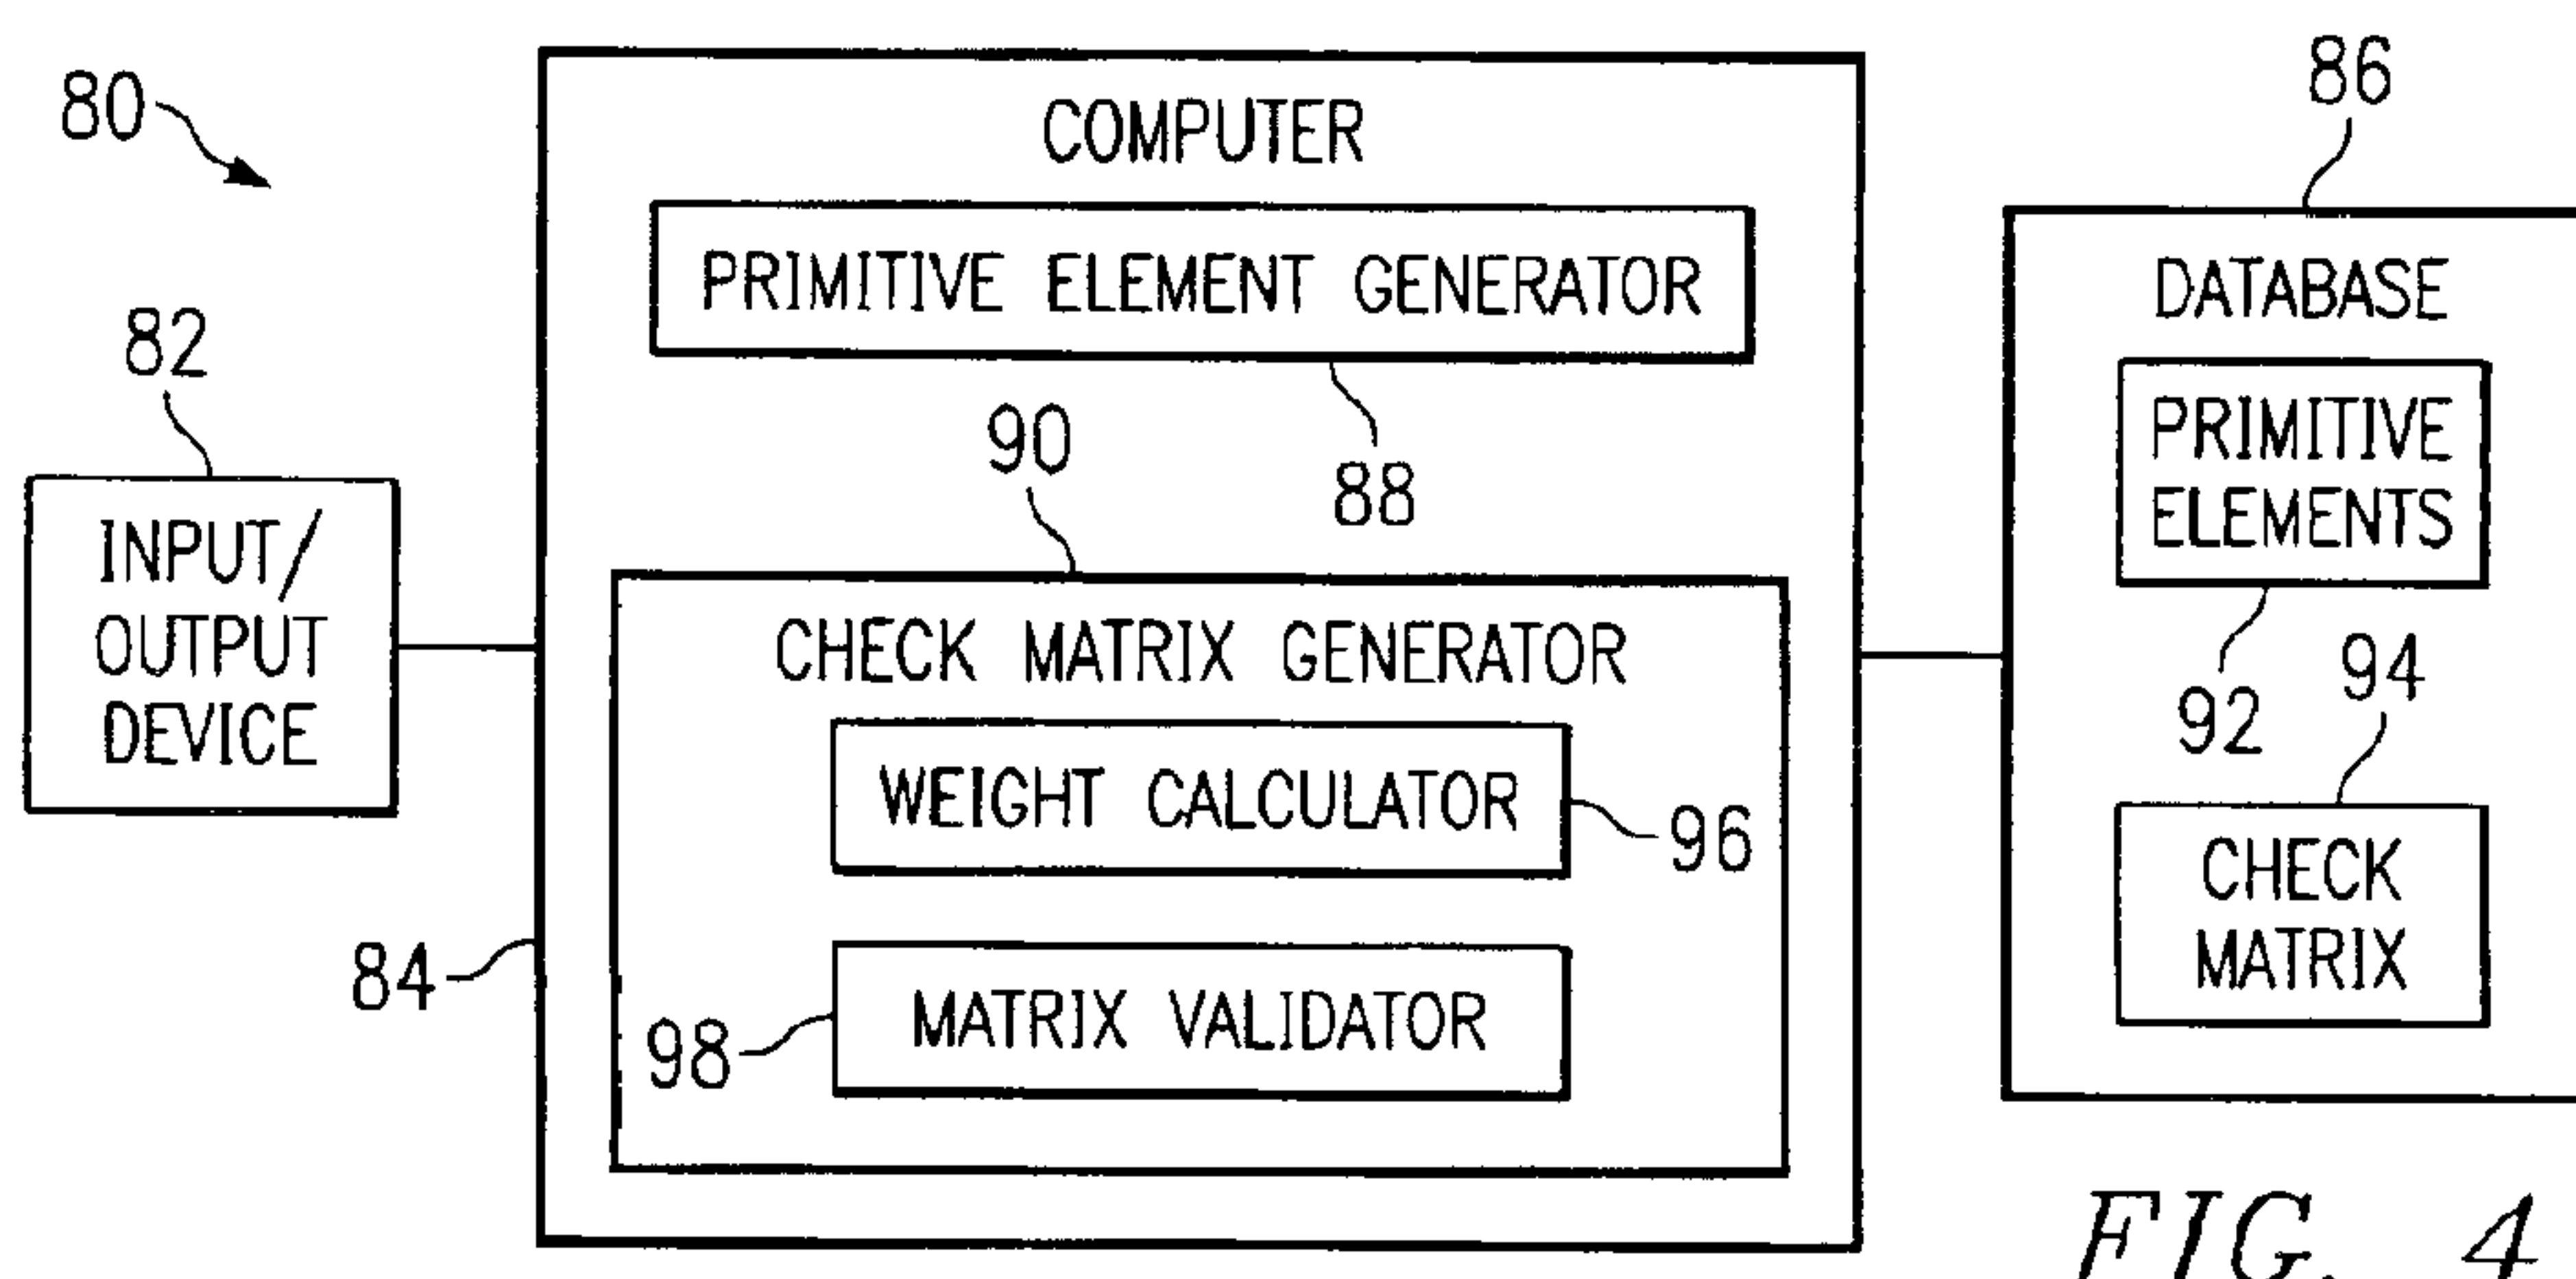 80
82
INPUT/
OUTPUT
DEVICE
84
COMPUTER
PRIMITIVE ELEMENT GENERATOR
88
90
CHECK MATRIX GENERATOR
WEIGHT CALCULATOR
96
MATRIX VALIDATOR
98
86
DATABASE
PRIMITIVE
ELEMENTS
92
94
CHECK
MATRIX
FIG. 4